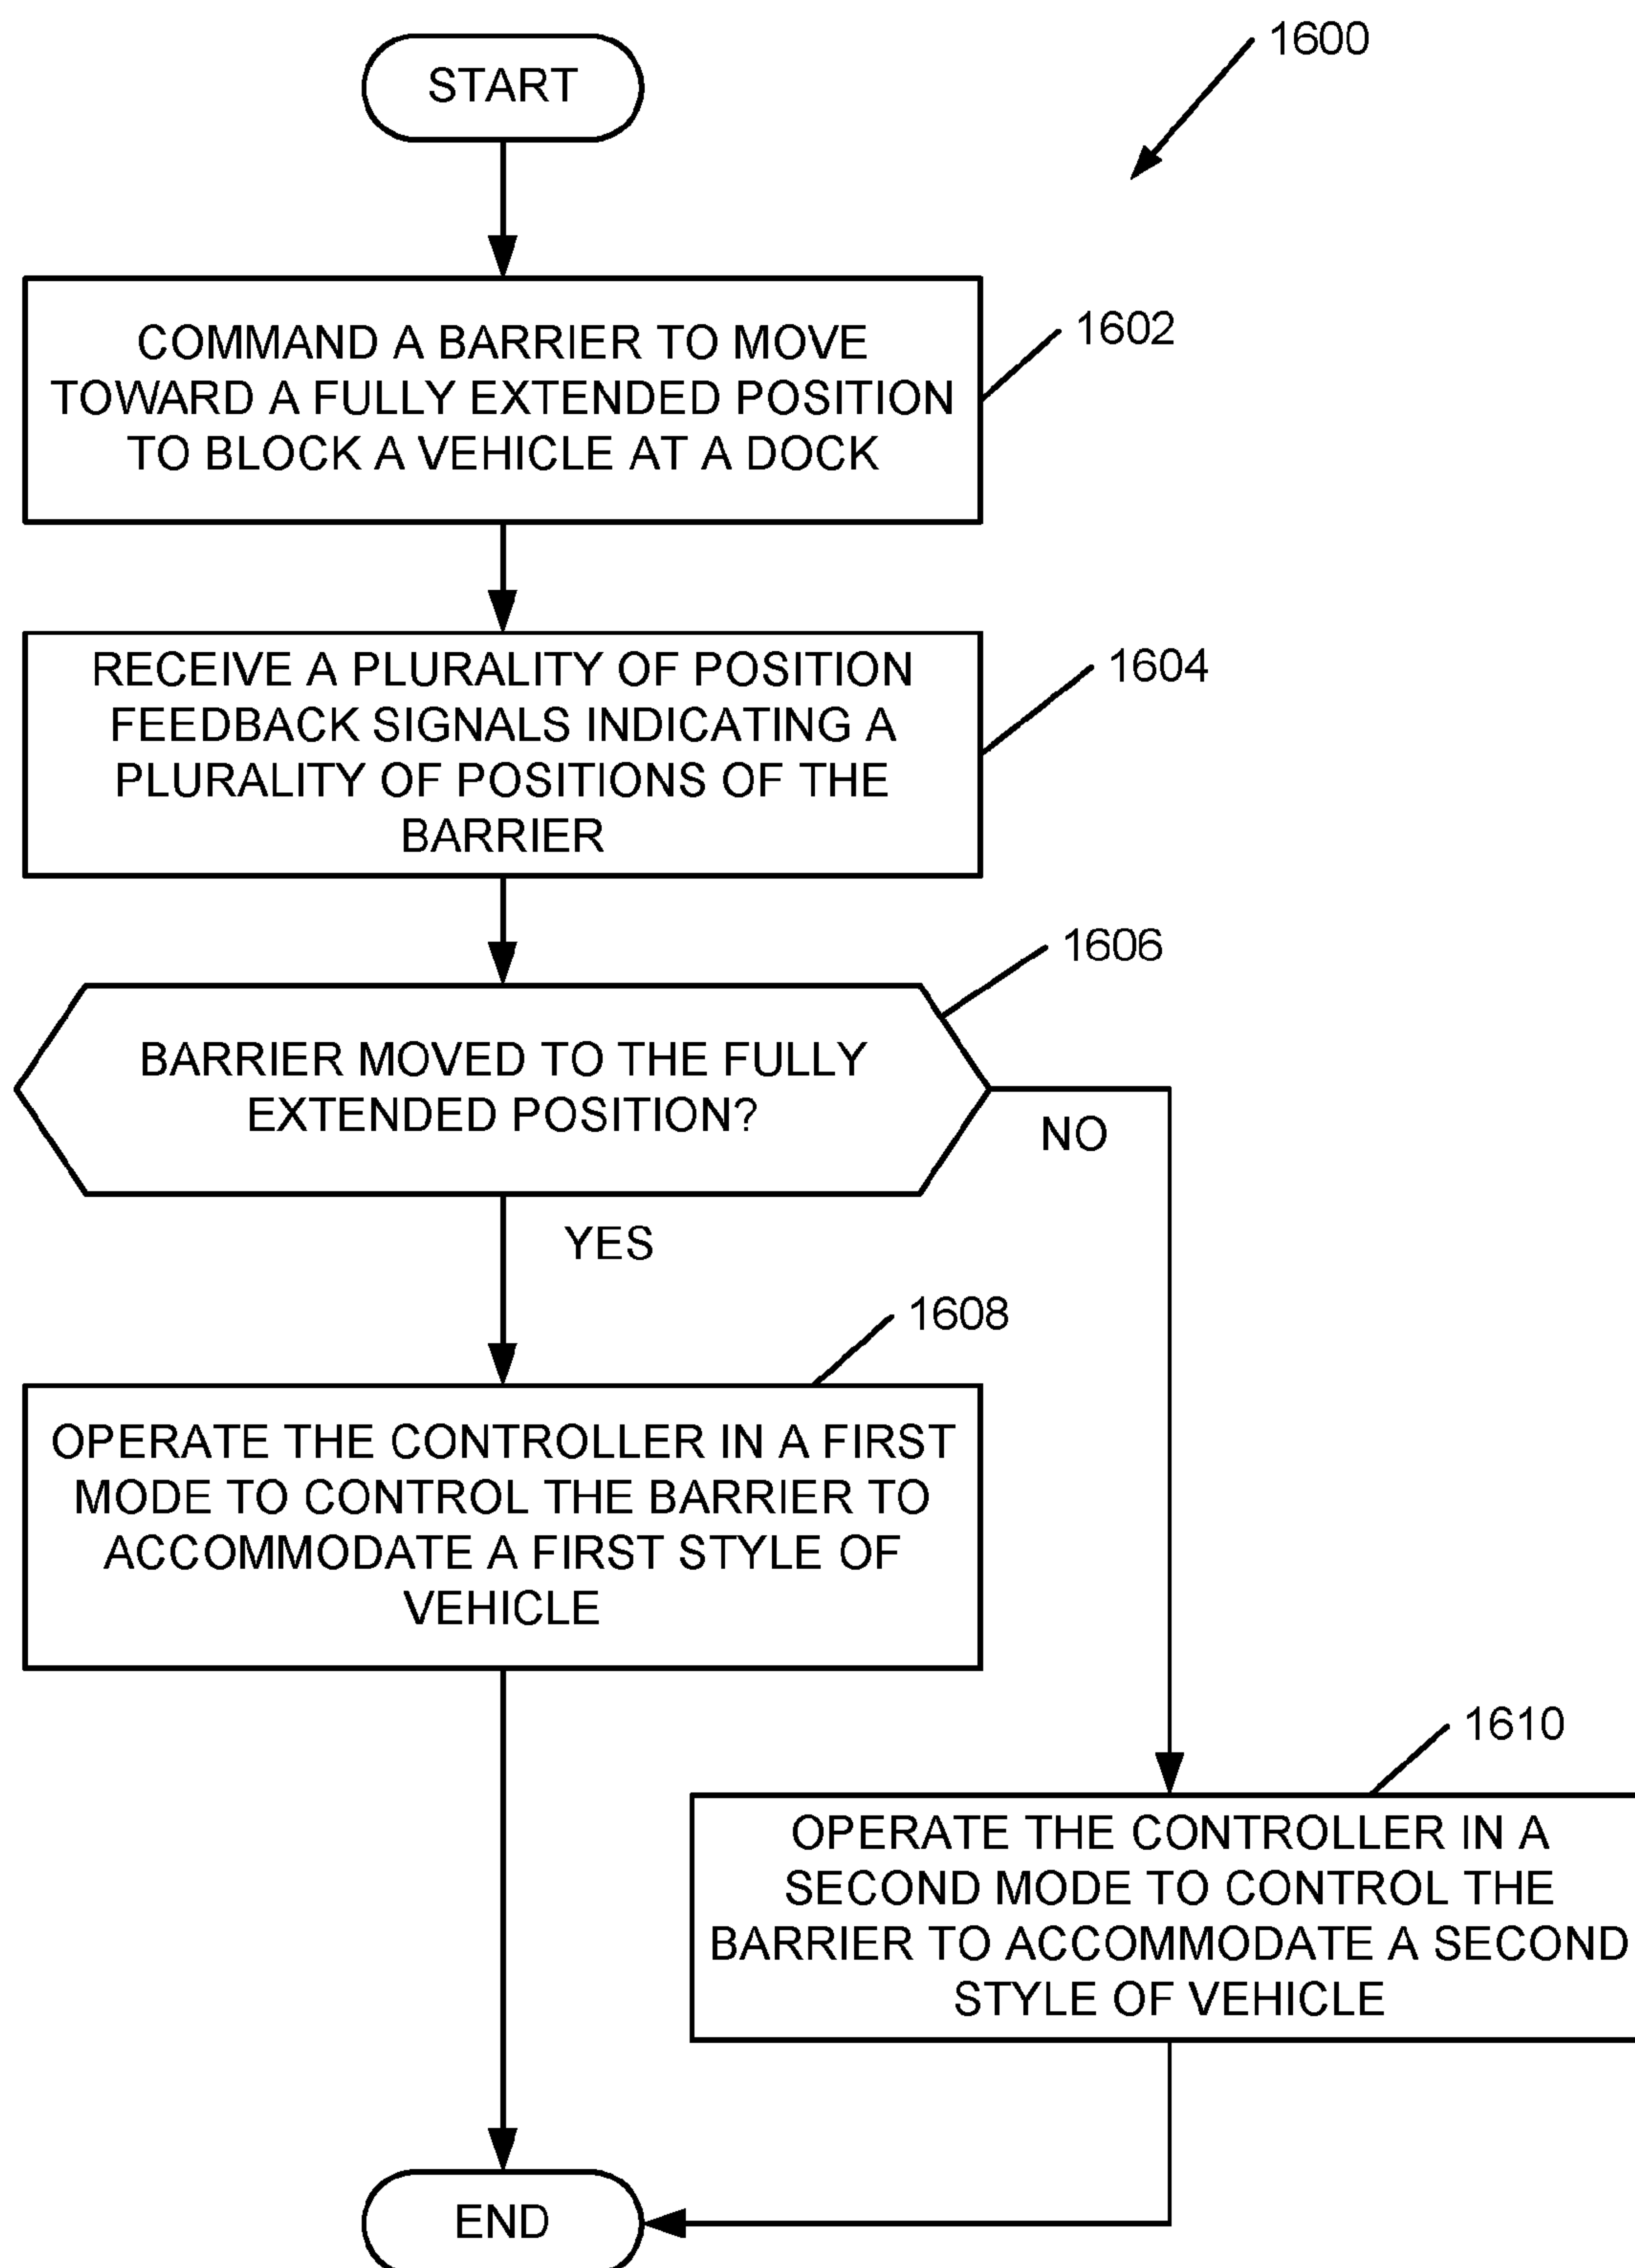 START
1600
COMMAND A BARRIER TO MOVE
TOWARD A FULLY EXTENDED POSITION
TO BLOCK A VEHICLE AT A DOCK
1602
RECEIVE A PLURALITY OF POSITION
FEEDBACK SIGNALS INDICATING A
PLURALITY OF POSITIONS OF THE
BARRIER
1604
1606
BARRIER MOVED TO THE FULLY
EXTENDED POSITION?
NO
YES
1608
OPERATE THE CONTROLLER IN A FIRST
MODE TO CONTROL THE BARRIER TO
ACCOMMODATE A FIRST STYLE OF
VEHICLE
1610
OPERATE THE CONTROLLER IN A
SECOND MODE TO CONTROL THE
BARRIER TO ACCOMMODATE A SECOND
STYLE OF VEHICLE
END